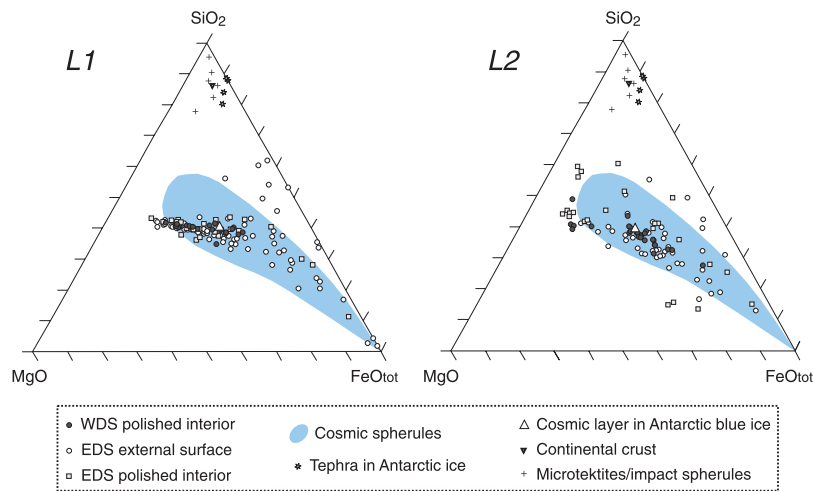 SiO2
SiO2
L1
L2
MgO
FeOtot
MgO
FeOtot
WDS polished interior
EDS external surface
EDS polished interior
Cosmic spherules
Tephra in Antarctic ice
Cosmic layer in Antarctic blue ice
Continental crust
Microtektites/impact spherules